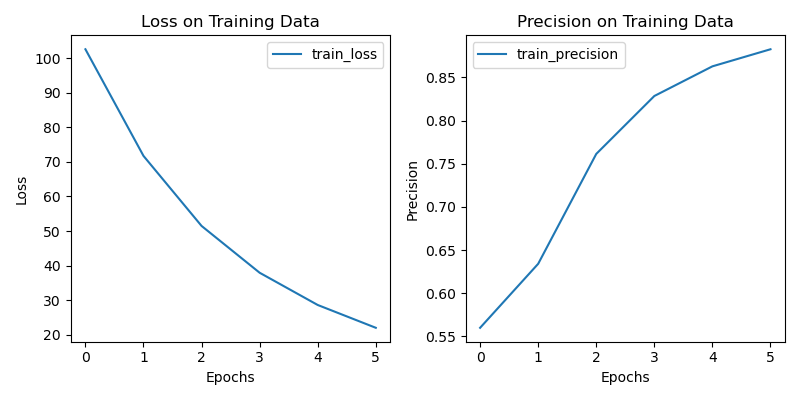 Loss on Training Data
train_loss
100
90
80
70
60
50
40
30
20
Loss
0 1 2 3 4 5
Epochs
Precision on Training Data
train_precision
0.85
0.80
0.75
0.70
0.65
0.60
0.55
Precision
0 1 2 3 4 5
Epochs